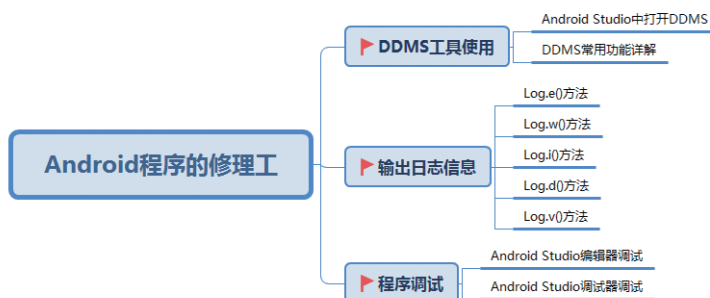 Android程序的修理工
DDMS工具使用
Android Studio中打开DDMS
DDMS常用功能详解
输出日志信息
Log.e()方法
Log.w()方法
Log.i()方法
Log.d()方法
Log.v()方法
程序调试
Android Studio编辑器调试
Android Studio调试器调试